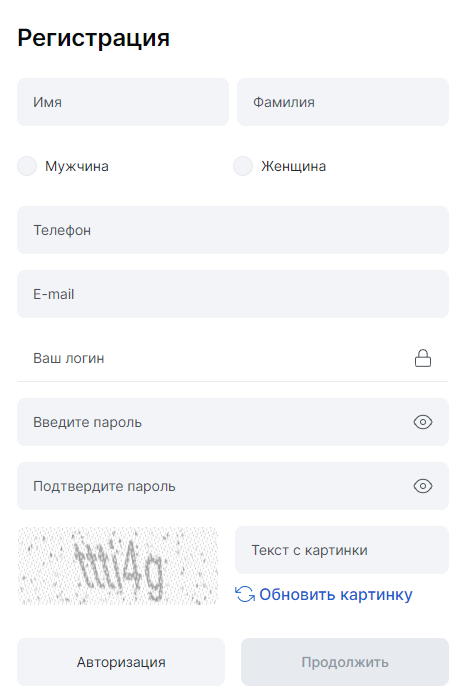 Регистрация
Имя
Фамилия
Мужчина
Женщина
Телефон
E-mail
Ваш логин
Введите пароль
Подтвердите пароль
Текст с картинки
Обновить картинку
Авторизация
Продолжить